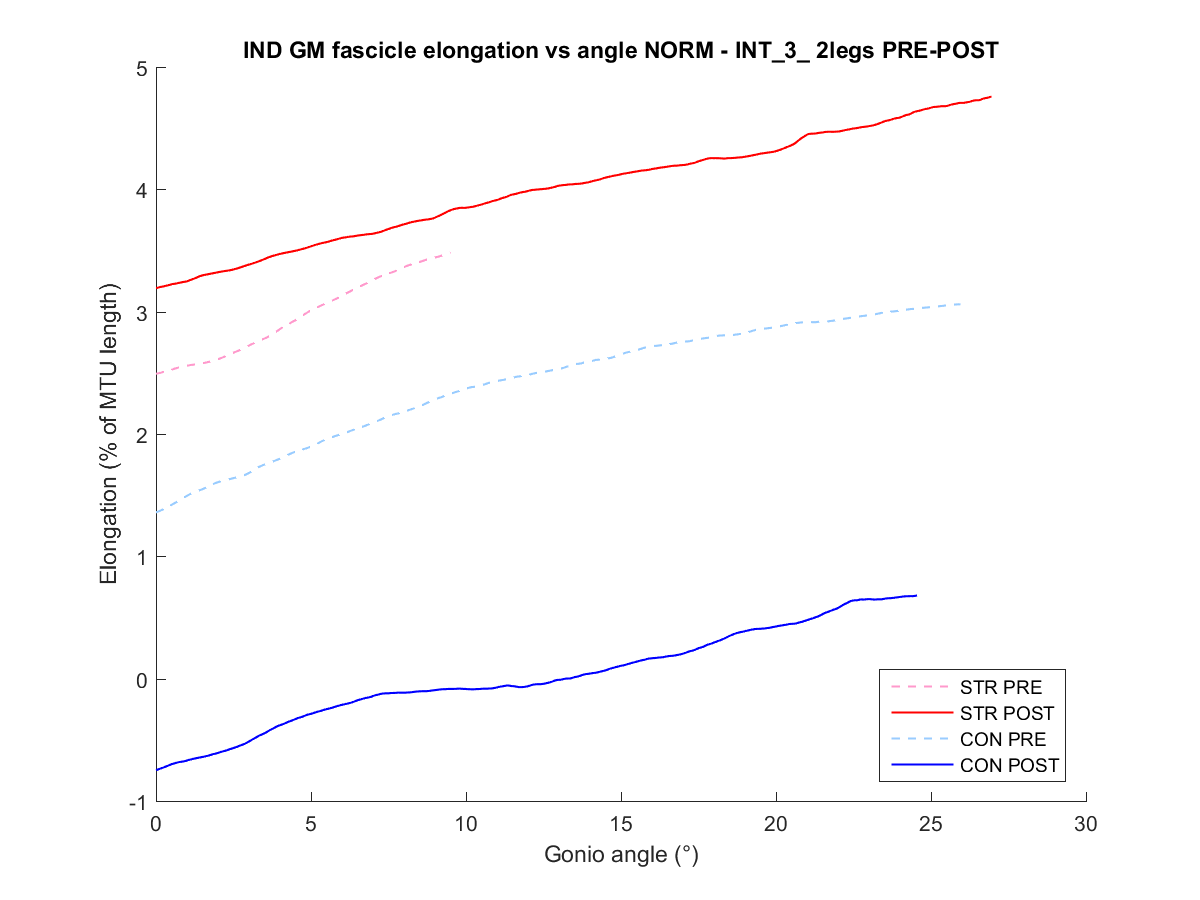 IND GM fascicle elongation vs angle NORM - INT_3_ 2legs PRE-POST
5
4
3
2
1
0
-1
Elongation (% of MTU length)
0 5 10 15 20 25 30
Gonio angle (°)
STR PRE
STR POST
CON PRE
CON POST